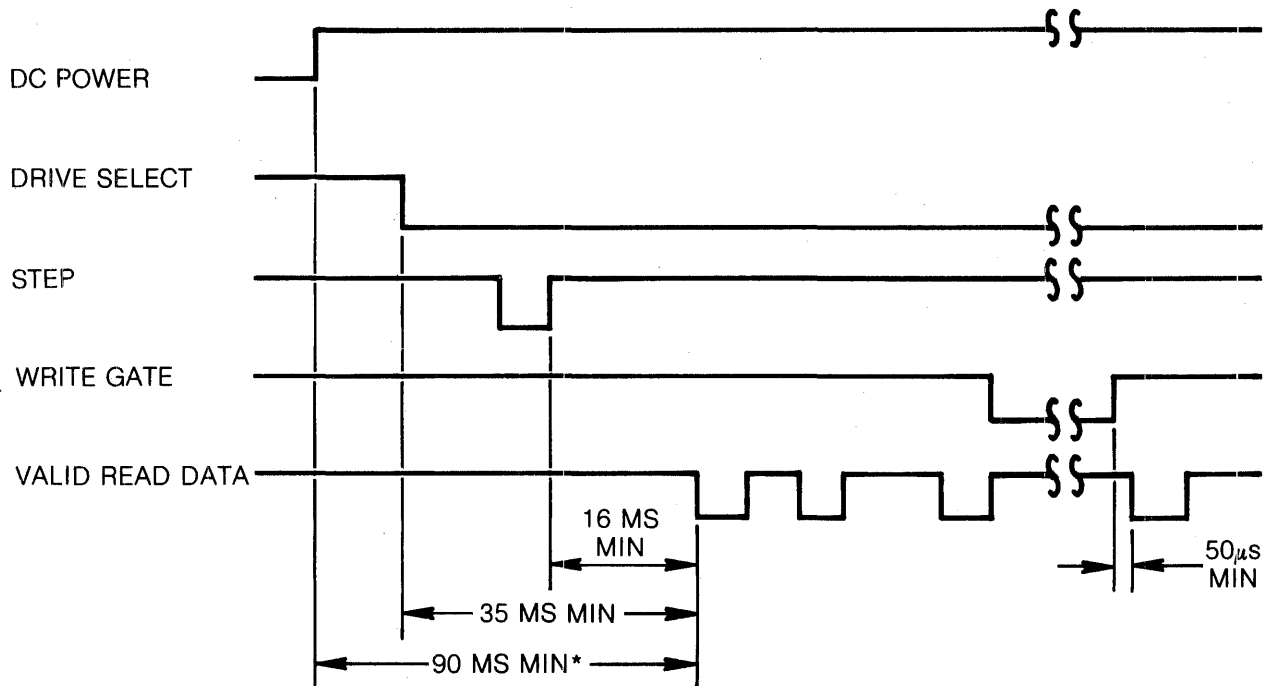 DC POWER
DRIVE SELECT
STEP
WRITE GATE
VALID READ DATA
16 MS
MIN
50µs
MIN
35 MS MIN
90 MS MIN*